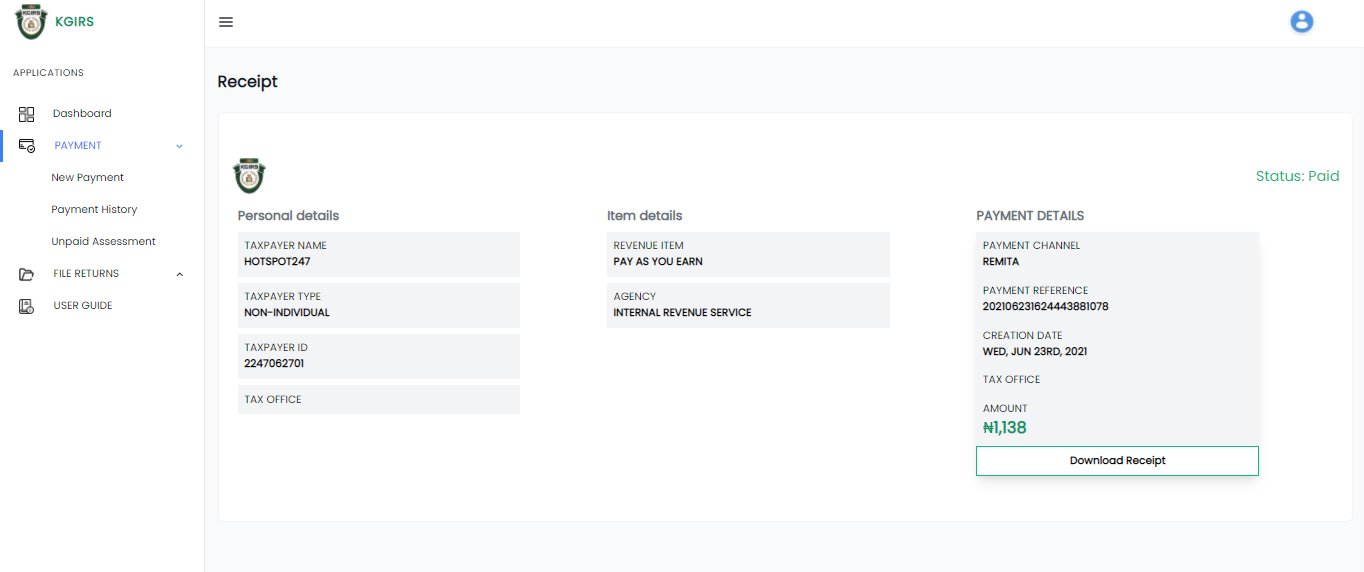 KGIRS
APPLICATIONS
Dashboard
PAYMENT
New Payment
Payment History
Unpaid Assessment
FILE RETURNS
USER GUIDE
Receipt
KGIRS
Status: Paid
Personal details
TAXPAYER NAME
HOTSPOT247
TAXPAYER TYPE
NON-INDIVIDUAL
TAXPAYER ID
2247062701
TAX OFFICE
Item details
REVENUE ITEM
PAY AS YOU EARN
AGENCY
INTERNAL REVENUE SERVICE
PAYMENT DETAILS
PAYMENT CHANNEL
REMITA
PAYMENT REFERENCE
202106231624443881078
CREATION DATE
WED, JUN 23RD, 2021
TAX OFFICE
AMOUNT
₦1,138
Download Receipt